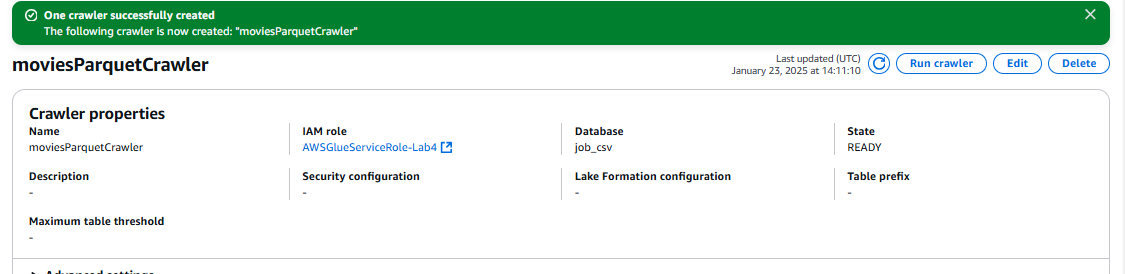 One crawler successfully created
The following crawler is now created: "moviesParquetCrawler"
moviesParquetCrawler
Last updated (UTC)
January 23, 2025 at 14:11:10
Run crawler
Edit
Delete
Crawler properties
Name
moviesParquetCrawler
IAM role
AWSGlueServiceRole-Lab4
Database
job_csv
State
READY
Description
-
Security configuration
-
Lake Formation configuration
-
Table prefix
-
Maximum table threshold
-
Advanced settings